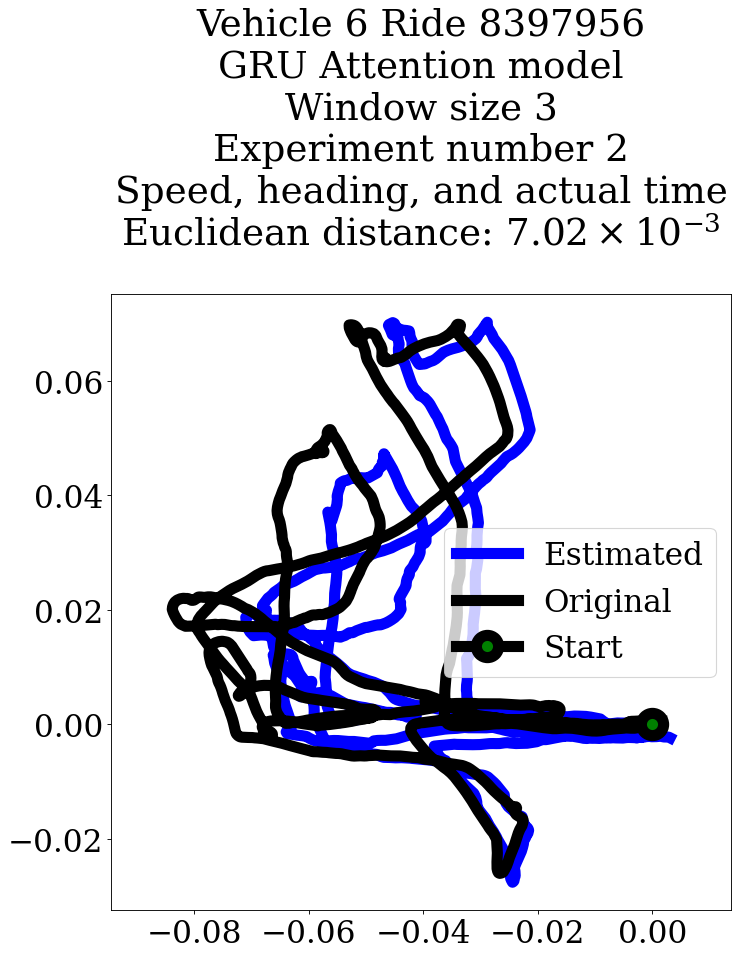 Vehicle 6 Ride 8397956
GRU Attention model
Window size 3
Experiment number 2
Speed, heading, and actual time
Euclidean distance: 7.02 × 10⁻³
0.06
0.04
0.02
0.00
−0.02
Estimated
Original
Start
−0.08 −0.06 −0.04 −0.02 0.00